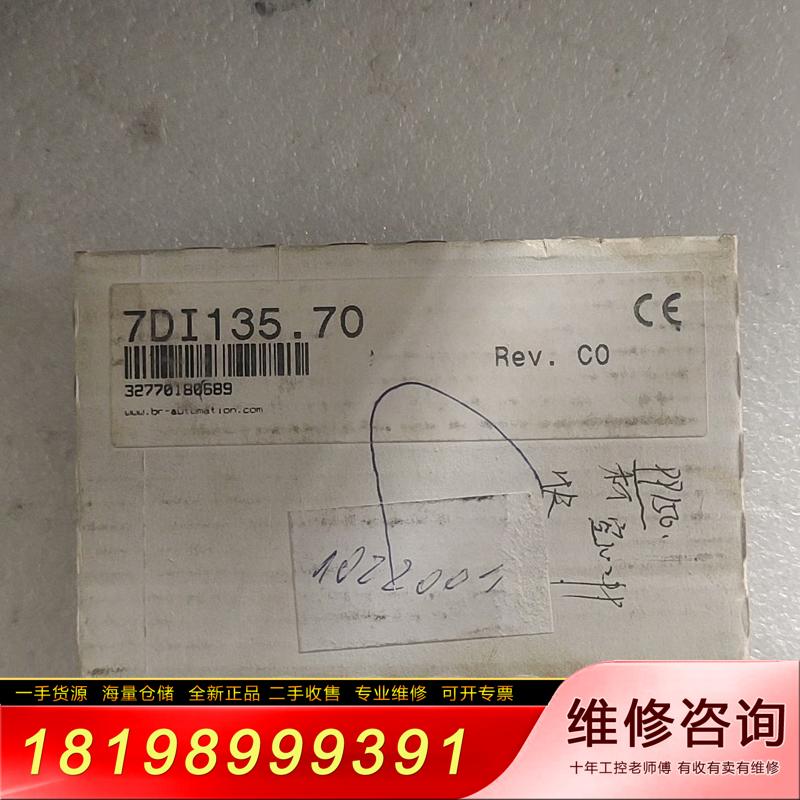 7DI135.70
CE
Rev. C0
32770180689
www.br-automation.com
一手货源 海量仓储 全新正品 二手收售 专业维修 可开专票
18198999391
维修咨询
十年工控老师傅 有收有卖有维修